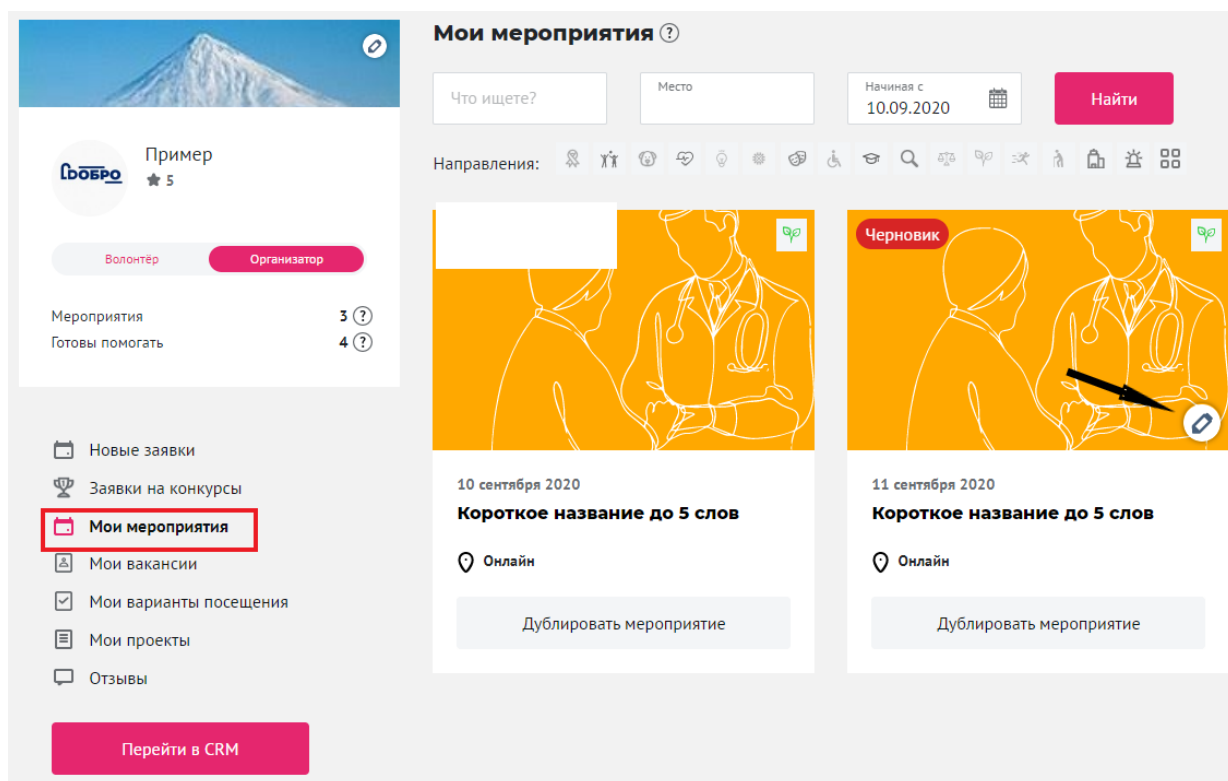 Мои мероприятия ?
Что ищете?
Место
Начиная с
10.09.2020
Найти
Направления:
ДОБРО
Пример
5
Волонтёр
Организатор
Мероприятия 3 ?
Готовы помогать 4 ?
Новые заявки
Заявки на конкурсы
Мои мероприятия
Мои вакансии
Мои варианты посещения
Мои проекты
Отзывы
Перейти в CRM
10 сентября 2020
Короткое название до 5 слов
Онлайн
Дублировать мероприятие
Черновик
11 сентября 2020
Короткое название до 5 слов
Онлайн
Дублировать мероприятие